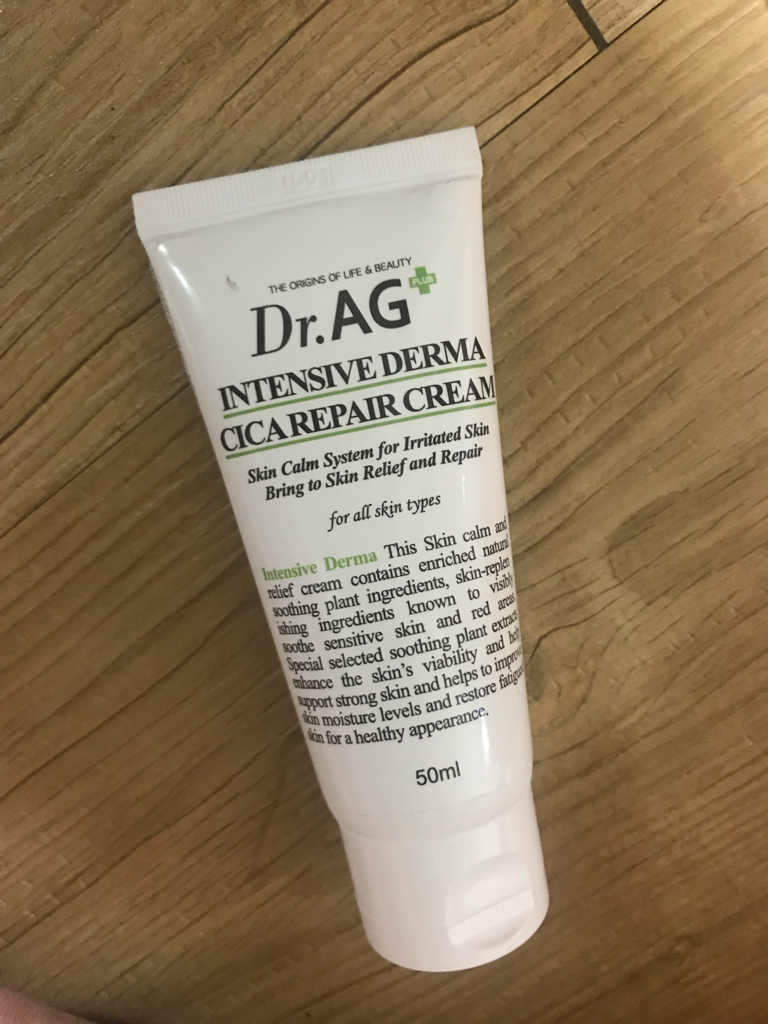 THE ORIGINS OF LIFE & BEAUTY
Dr.AG
PLUS
INTENSIVE DERMA
CICA REPAIR CREAM
Skin Calm System for Irritated Skin
Bring to Skin Relief and Repair
for all skin types
Intensive Derma This Skin calm and
relief cream contains enriched natural
soothing plant ingredients, skin-replen
ishing ingredients known to visibly
soothe sensitive skin and red areas.
Special selected soothing plant extracts
enhance the skin's viability and help
support strong skin and helps to improve
skin moisture levels and restore fatigued
skin for a healthy appearance.
50ml